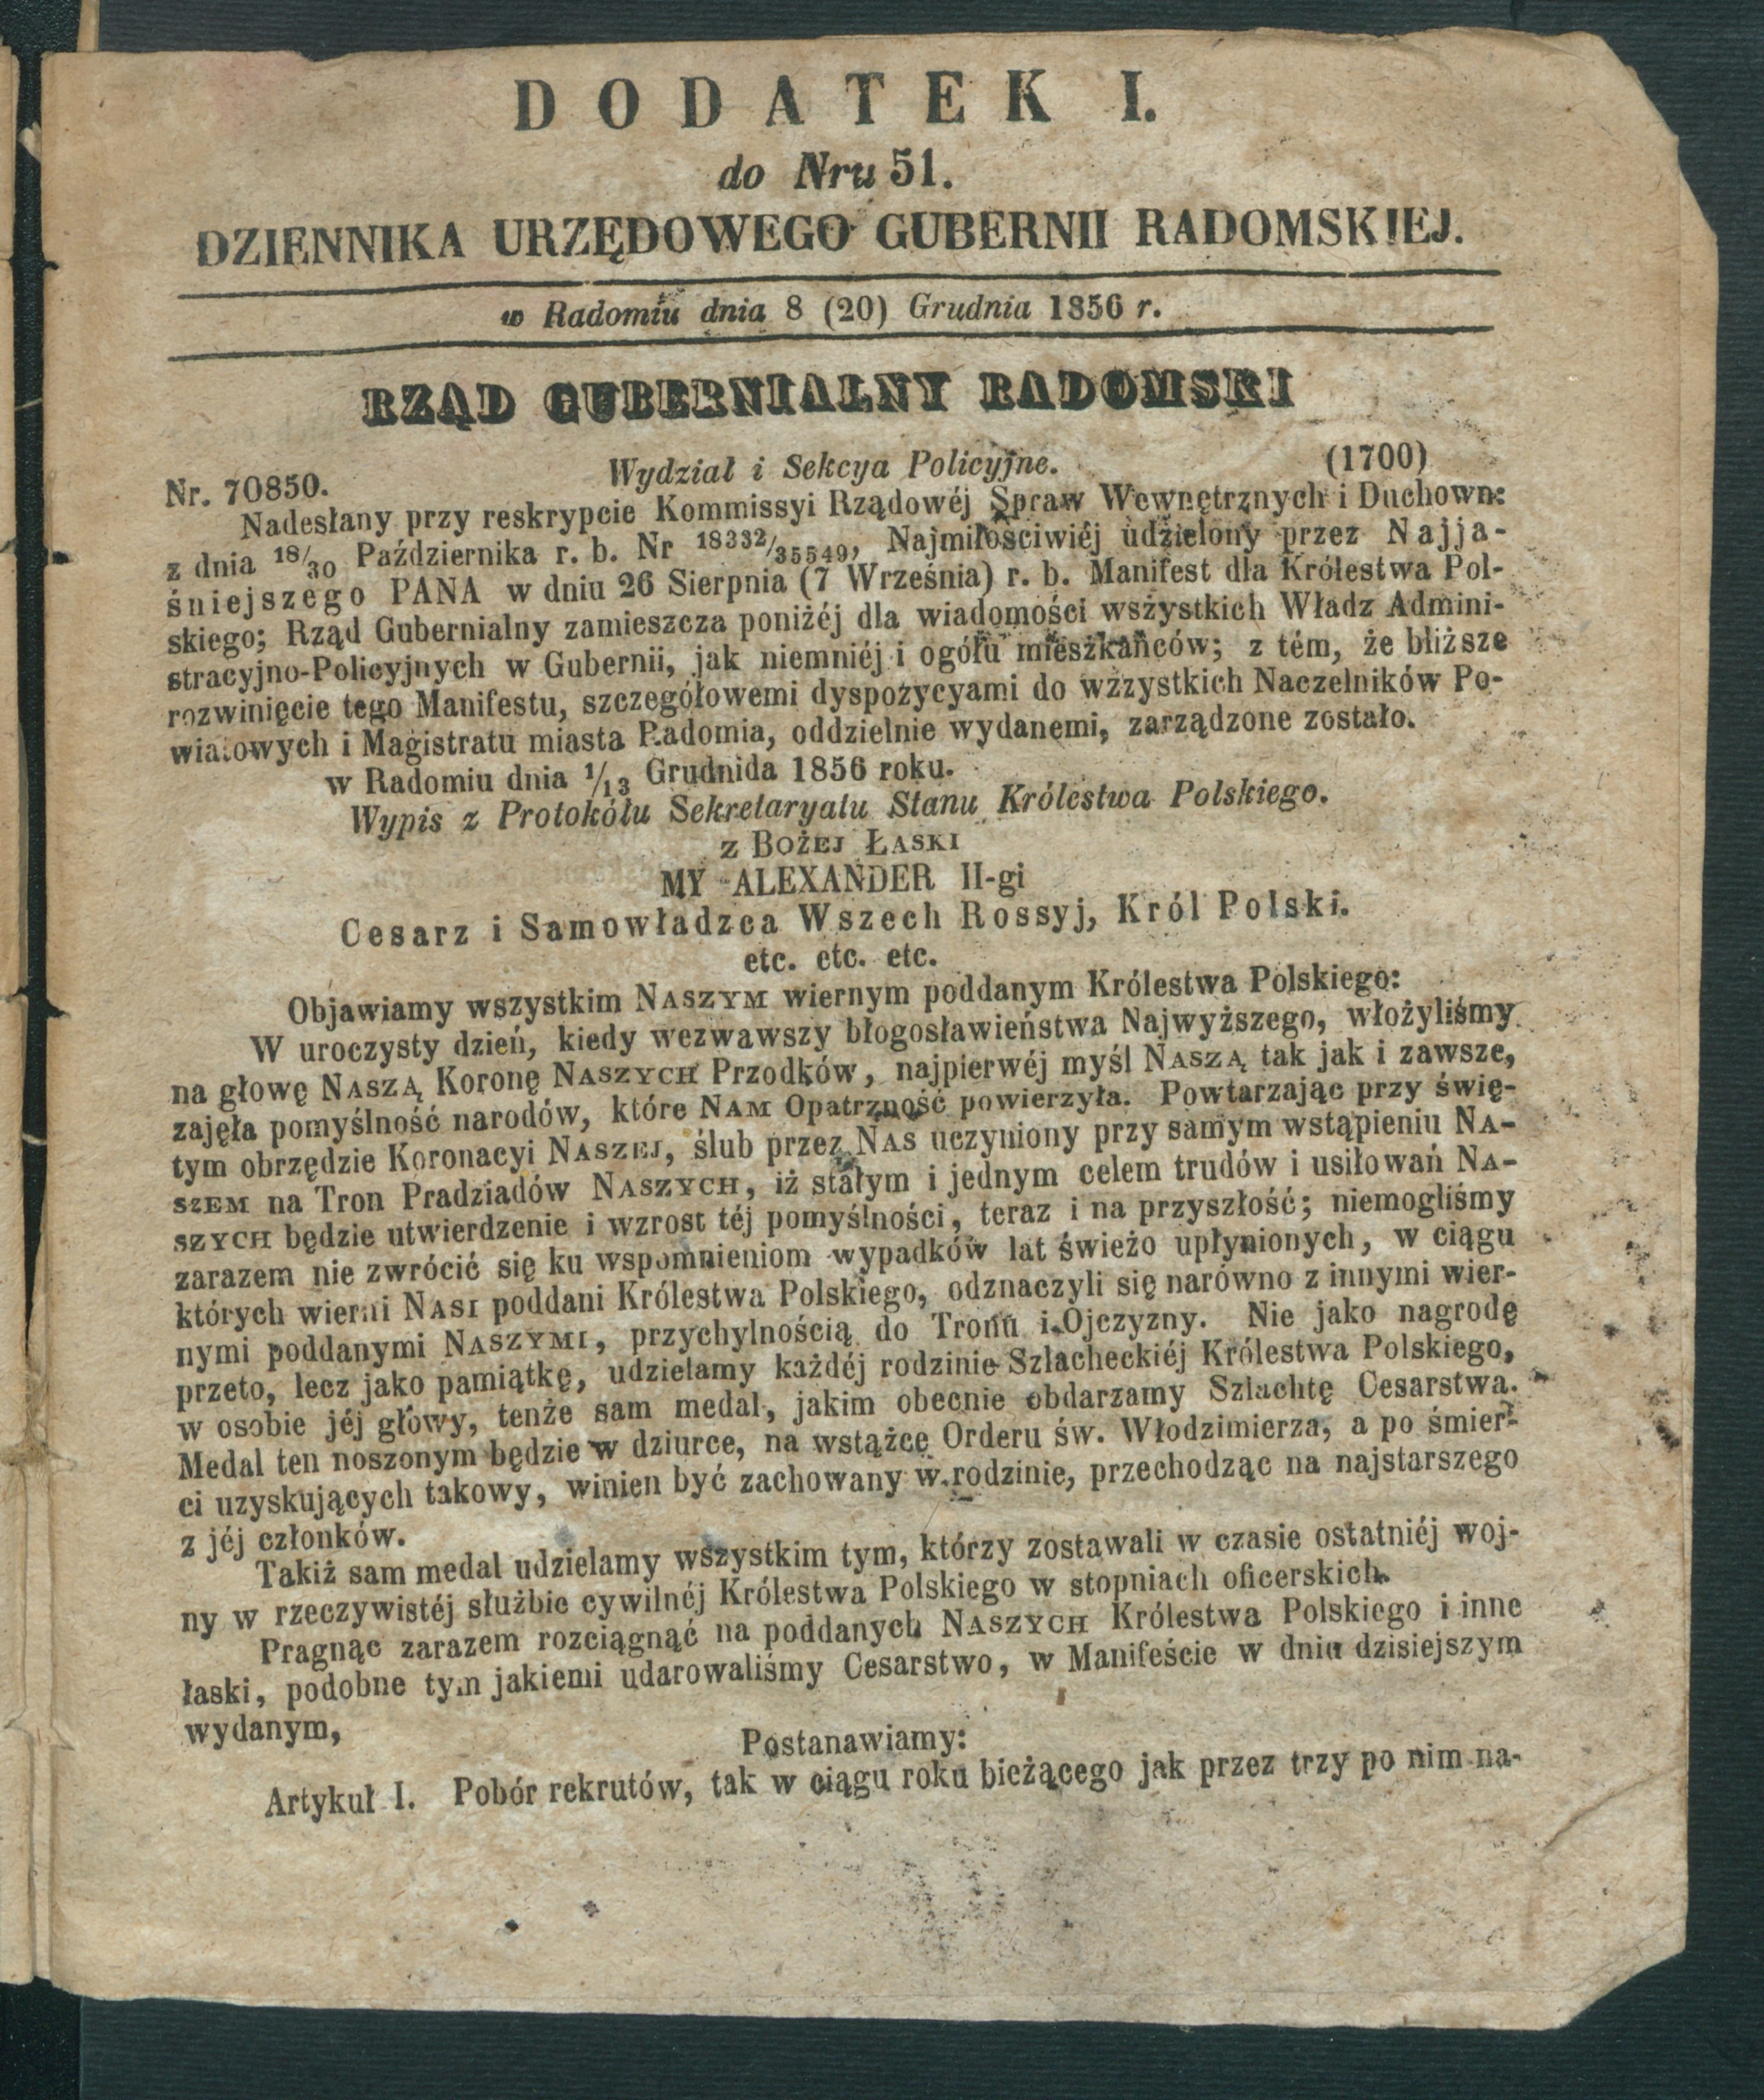 DODATEK I.
do Nru 51.
DZIENNIKA URZĘDOWEGO GUBERNII RADOMSKIEJ.
w Radomiu dnia 8 (20) Grudnia 1856 r.
RZĄD GUBERNIALNY RADOMSKI
Nr. 70850. Wydział i Sekcya Policyjne. (1700)
Nadesłany przy reskrypcie Kommissyi Rządowéj Spraw Wewnętrznych i Duchown:
z dnia 18/30 Października r. b. Nr 18332/35549, Najmiłościwiéj udzielony przez Najja-
śniejszego PANA w dniu 26 Sierpnia (7 Września) r. b. Manifest dla Królestwa Pol-
skiego; Rząd Gubernialny zamieszcza poniżéj dla wiadomości wszystkich Władz Admini-
stracyjno-Policyjnych w Gubernii, jak niemniéj i ogółu mieszkańców; z tém, że bliższe
rozwinięcie tego Manifestu, szczegółowemi dyspozycyami do wzzystkich Naczelników Po-
wiatowych i Magistratu miasta Radomia, oddzielnie wydanemi, zarządzone zostało.
w Radomiu dnia 1/13 Grudnida 1856 roku.
Wypis z Protokółu Sekretaryatu Stanu Królestwa Polskiego.
z BOŻEJ ŁASKI
MY ALEXANDER II-gi
Cesarz i Samowładzca Wszech Rossyj, Król Polski.
etc. etc. etc.
Objawiamy wszystkim NASZYM wiernym poddanym Królestwa Polskiego:
W uroczysty dzień, kiedy wezwawszy błogosławieństwa Najwyższego, włożyliśmy
na głowę NASZĄ Koronę NASZYCH Przodków, najpierwéj myśl NASZĄ tak jak i zawsze,
zajęła pomyślność narodów, które NAM Opatrzność powierzyła. Powtarzając przy świę-
tym obrzędzie Koronacyi NASZEJ, ślub przez NAS uczyniony przy samym wstąpieniu NA-
SZEM na Tron Pradziadów NASZYCH, iż stałym i jednym celem trudów i usiłowań NA-
SZYCH będzie utwierdzenie i wzrost téj pomyślności, teraz i na przyszłość; niemogliśmy
zarazem nie zwrócić się ku wspomnieniom wypadków lat świeżo upłynionych, w ciągu
których wierni NASI poddani Królestwa Polskiego, odznaczyli się narówno z innymi wier-
nymi poddanymi NASZYMI, przychylnością do Tronu i Ojczyzny. Nie jako nagrodę
przeto, lecz jako pamiątkę, udzielamy każdéj rodzinie Szlacheckiéj Królestwa Polskiego,
w osobie jéj głowy, tenże sam medal, jakim obecnie obdarzamy Szlachtę Cesarstwa.
Medal ten noszonym będzie w dziurce, na wstążce Orderu św. Włodzimierza, a po śmier-
ci uzyskujących takowy, winien być zachowany w rodzinie, przechodząc na najstarszego
z jéj członków.
Takiż sam medal udzielamy wszystkim tym, którzy zostawali w czasie ostatniéj woj-
ny w rzeczywistéj służbie cywilnéj Królestwa Polskiego w stopniach oficerskich.
Pragnąc zarazem rozciągnąć na poddanych NASZYCH Królestwa Polskiego i inne
łaski, podobne tym jakiemi udarowaliśmy Cesarstwo, w Manifeście w dniu dzisiejszym
wydanym,
Postanawiamy:
Artykuł I. Pobór rekrutów, tak w ciągu roku bieżącego jak przez trzy po nim na-